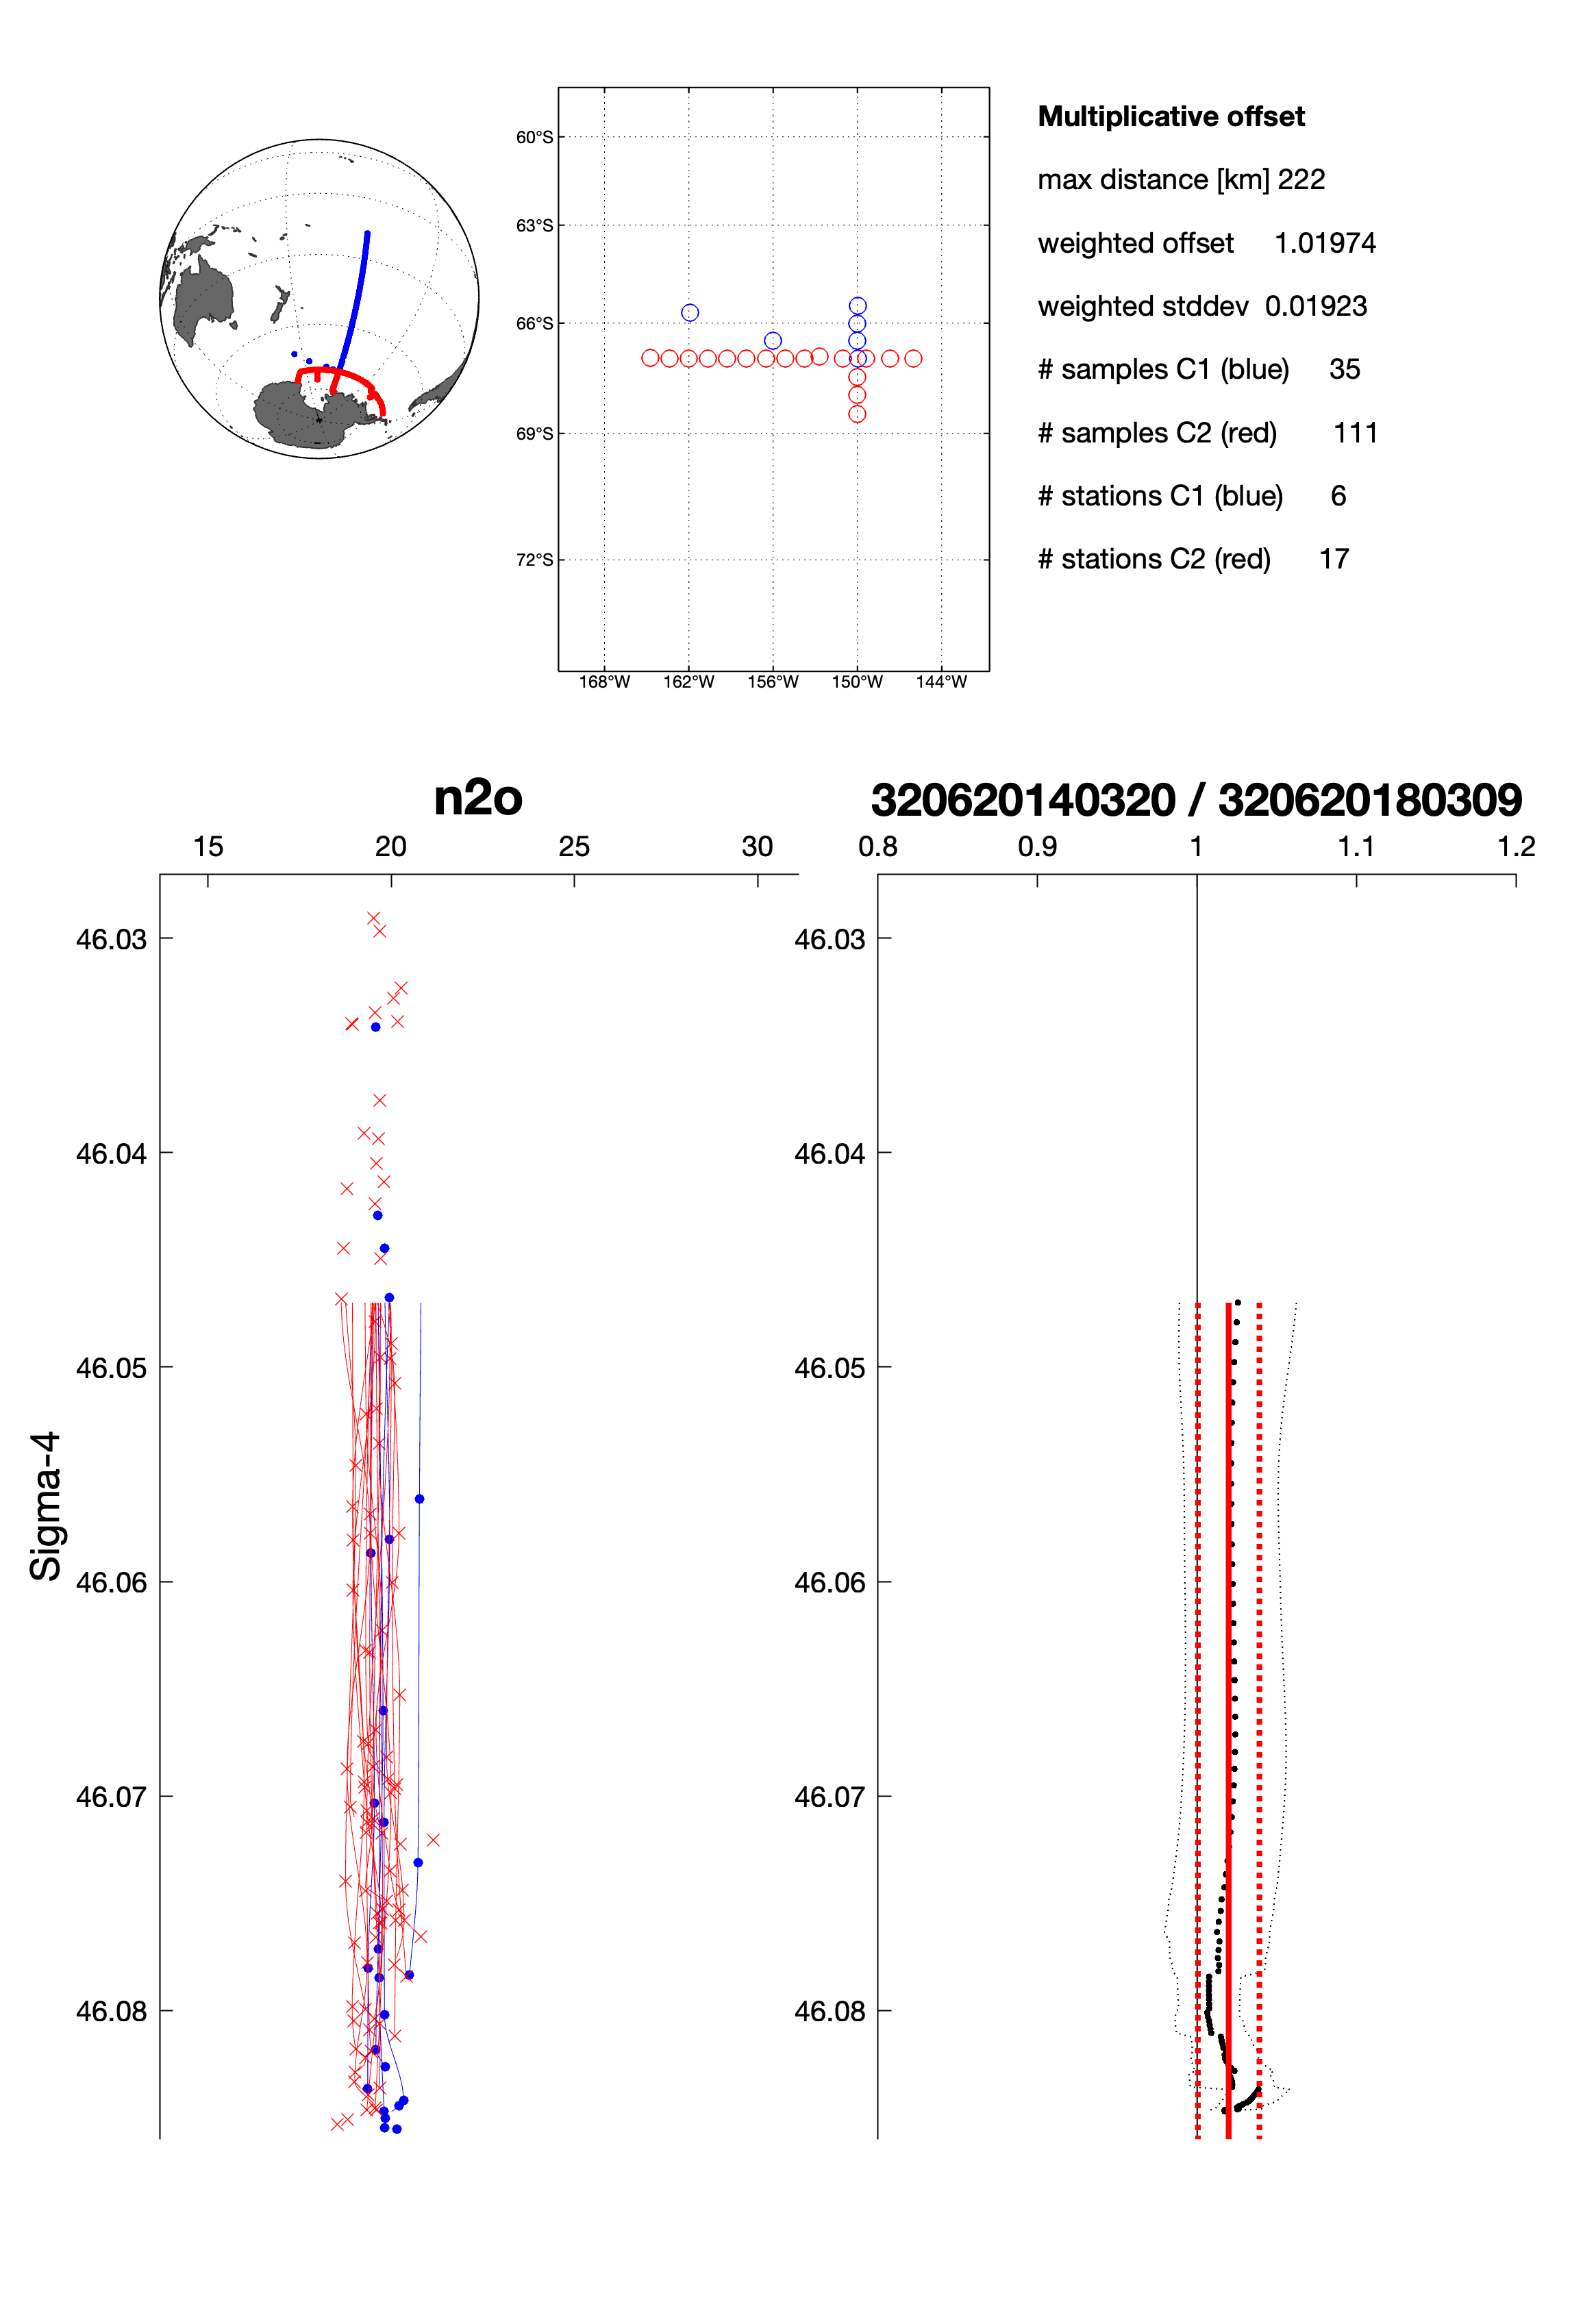 Multiplicative offset
max distance [km] 222
weighted offset 1.01974
weighted stddev 0.01923
# samples C1 (blue) 35
# samples C2 (red) 111
# stations C1 (blue) 6
# stations C2 (red) 17
60°S
63°S
66°S
69°S
72°S
168°W 162°W 156°W 150°W 144°W
n2o
15 20 25 30
46.03
46.04
46.05
46.06
46.07
46.08
Sigma-4
320620140320 / 320620180309
0.8 0.9 1 1.1 1.2
46.03
46.04
46.05
46.06
46.07
46.08